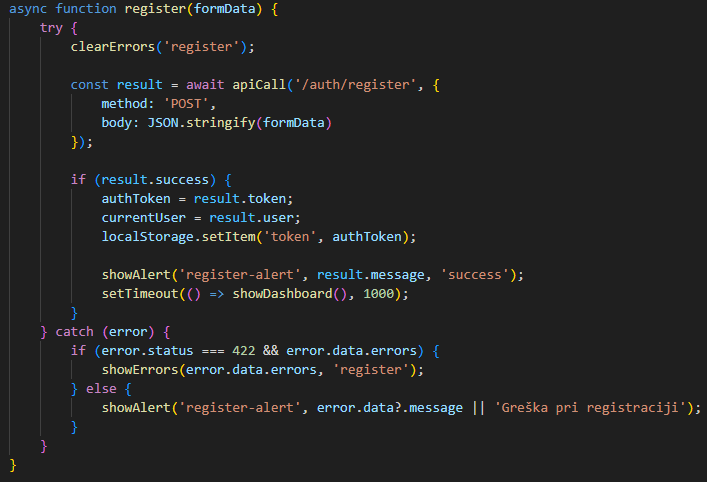 async function register(formData) {
try {
clearErrors('register');
const result = await apiCall('/auth/register', {
method: 'POST',
body: JSON.stringify(formData)
});
if (result.success) {
authToken = result.token;
currentUser = result.user;
localStorage.setItem('token', authToken);
showAlert('register-alert', result.message, 'success');
setTimeout(() => showDashboard(), 1000);
}
} catch (error) {
if (error.status === 422 && error.data.errors) {
showErrors(error.data.errors, 'register');
} else {
showAlert('register-alert', error.data?.message || 'Greška pri registraciji');
}
}
}